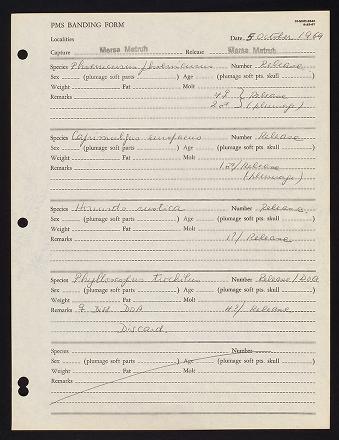 PMS BANDING FORM
Localities Date 5 October 1969
Capture Mersa Matruh Release Mersa Matruh
Species Phoenicurus phoenicurus Number Release
Sex (plumage soft parts ) Age (plumage soft pts. skull )
Weight Fat Molt
Remarks 4♀ } Release
2♂ } (plumage)
Species Caprimulgus europaeus Number Release
Sex (plumage soft parts ) Age (plumage soft pts. skull )
Weight Fat Molt
Remarks 1♂/ Release
(plumage)
Species Hirundo rustica Number Release
Sex (plumage soft parts ) Age (plumage soft pts. skull )
Weight Fat Molt
Remarks 1?/ Release
Species Phylloscopus trochilus Number Release/DOA
Sex (plumage soft parts ) Age (plumage soft pts. skull )
Weight Fat Molt
Remarks DOA Release
Discard
Species Number
Sex (plumage soft parts ) Age (plumage soft pts. skull )
Weight Fat Molt
Remarks